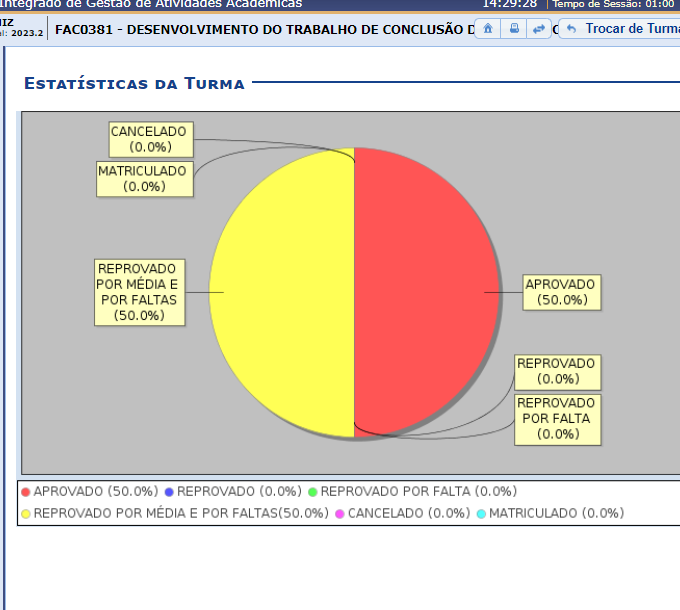 Integrado de Gestão de Atividades Acadêmicas
14:29:28
Tempo de Sessão: 01:00
2023.2
FAC0381 - DESENVOLVIMENTO DO TRABALHO DE CONCLUSÃO
Trocar de Turma
ESTATÍSTICAS DA TURMA
CANCELADO
(0.0%)
MATRICULADO
(0.0%)
REPROVADO
POR MÉDIA E
POR FALTAS
(50.0%)
APROVADO
(50.0%)
REPROVADO
(0.0%)
REPROVADO
POR FALTA
(0.0%)
APROVADO (50.0%) REPROVADO (0.0%) REPROVADO POR FALTA (0.0%)
REPROVADO POR MÉDIA E POR FALTAS(50.0%) CANCELADO (0.0%) MATRICULADO (0.0%)